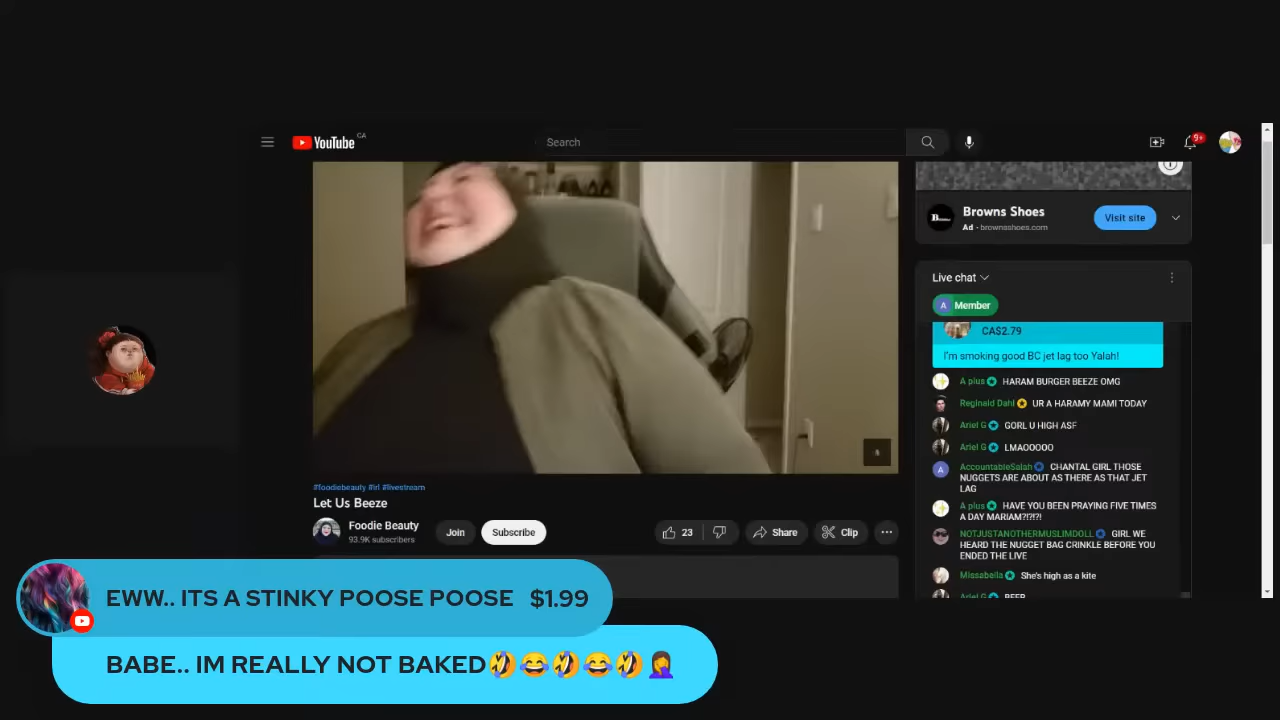 YouTube CA
Search
9+
Browns Shoes
Ad · brownsshoes.com
Visit site
Live chat
A Member
CA$2.79
I'm smoking good BC jet lag too Yalah!
A plus HARAM BURGER BEEZE OMG
Reginald Dahl UR A HARAMY MAMI TODAY
Ariel G GORL U HIGH ASF
Ariel G LMAOOOOO
AccountableSalah CHANTAL GIRL THOSE
NUGGETS ARE ABOUT AS THERE AS THAT JET
LAG
A plus HAVE YOU BEEN PRAYING FIVE TIMES
A DAY MARIAM?!?!?!
NOTJUSTANOTHERMUSLIMDOLL GIRL WE
HEARD THE NUGGET BAG CRINKLE BEFORE YOU
ENDED THE LIVE
Missabella She's high as a kite
Ariel G BEEP
#foodiebeauty #irl #livestream
Let Us Beeze
Foodie Beauty
93.9K subscribers
Join
Subscribe
23
Share
Clip
EWW.. ITS A STINKY POOSE POOSE $1.99
BABE.. IM REALLY NOT BAKED🤣😂🤣😂🤣🤦‍♀️